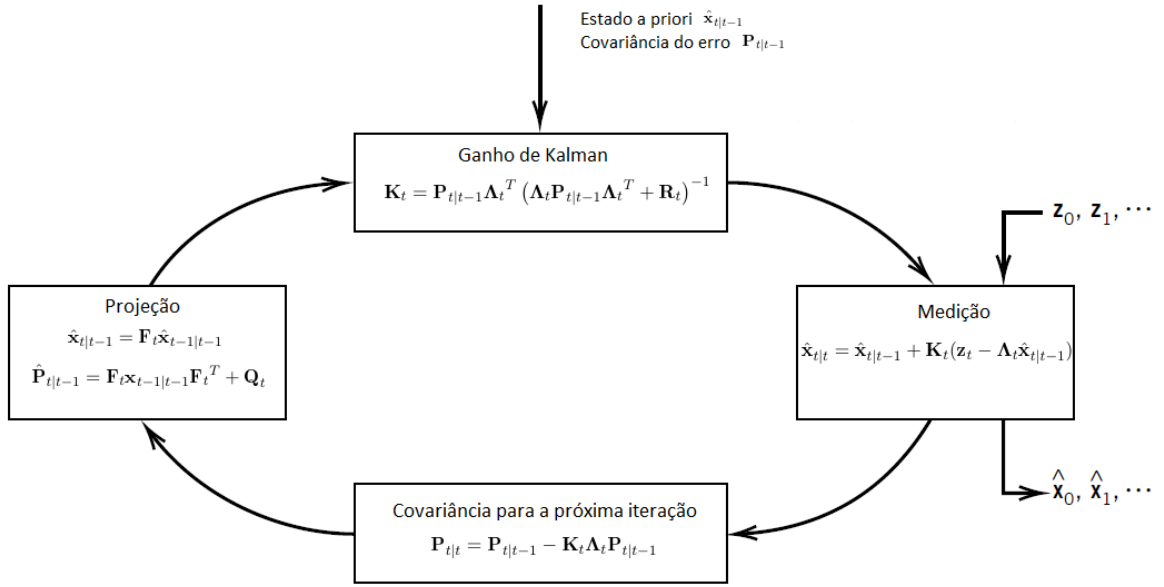 Estado a priori x̂ₜ|ₜ₋₁
Covariância do erro Pₜ|ₜ₋₁
Ganho de Kalman
Kₜ = Pₜ|ₜ₋₁Λₜᵀ (ΛₜPₜ|ₜ₋₁Λₜᵀ + Rₜ)⁻¹
z₀, z₁, ⋯
Projeção
x̂ₜ|ₜ₋₁ = Fₜx̂ₜ₋₁|ₜ₋₁
P̂ₜ|ₜ₋₁ = Fₜxₜ₋₁|ₜ₋₁Fₜᵀ + Qₜ
Medição
x̂ₜ|ₜ = x̂ₜ|ₜ₋₁ + Kₜ(zₜ − Λₜx̂ₜ|ₜ₋₁)
x̂₀, x̂₁, ⋯
Covariância para a próxima iteração
Pₜ|ₜ = Pₜ|ₜ₋₁ − KₜΛₜPₜ|ₜ₋₁